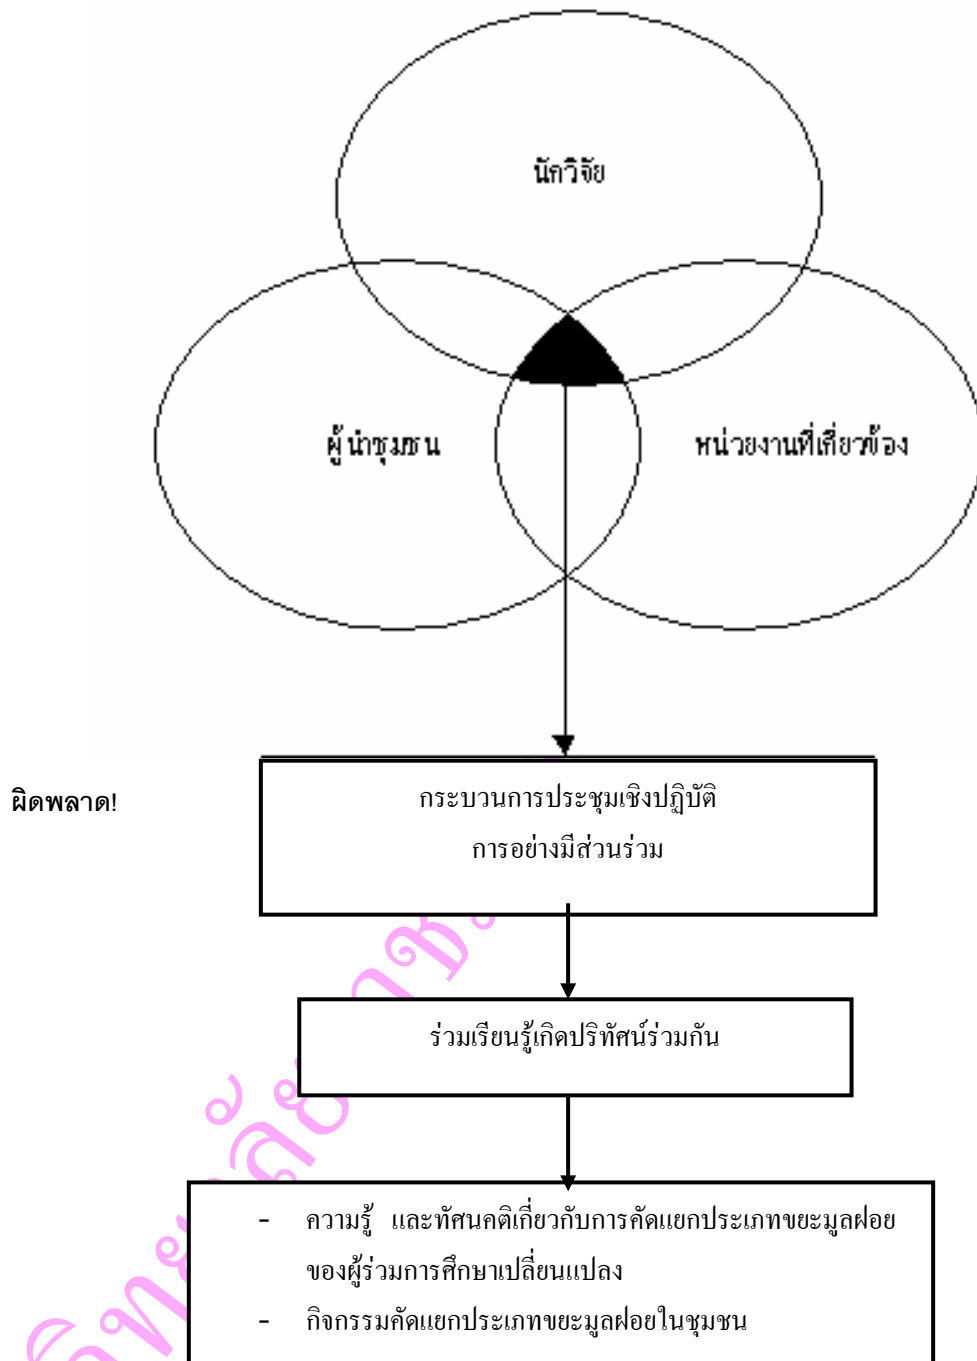 นักวิจัย
ผู้นำชุมชน
หน่วยงานที่เกี่ยวข้อง
ผิดพลาด!
กระบวนการประชุมเชิงปฏิบัติ
การอย่างมีส่วนร่วม
ร่วมเรียนรู้เกิดปริทัศน์ร่วมกัน
- ความรู้ และทัศนคติเกี่ยวกับการคัดแยกประเภทขยะมูลฝอย
ของผู้ร่วมการศึกษาเปลี่ยนแปลง
- กิจกรรมคัดแยกประเภทขยะมูลฝอยในชุมชน